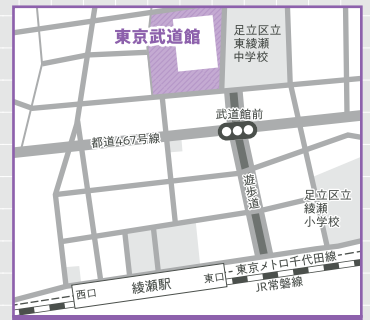 東京武道館
足立区立
東綾瀬
中学校
武道館前
都道467号線
遊歩道
足立区立
綾瀬
小学校
西口
綾瀬駅
東口
東京メトロ千代田線
JR常磐線